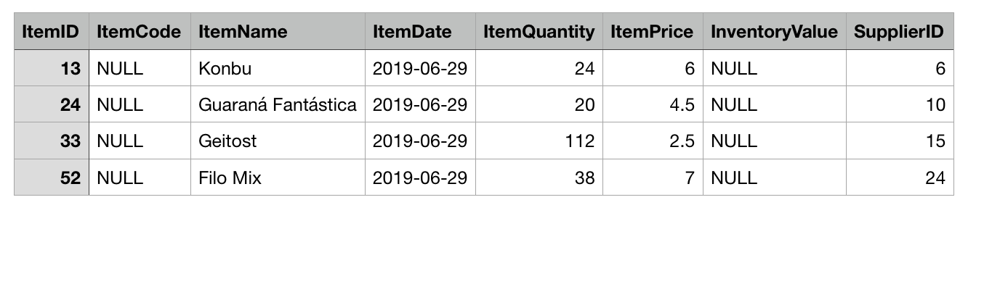 ItemID ItemCode ItemName ItemDate ItemQuantity ItemPrice InventoryValue SupplierID
13 NULL Konbu 2019-06-29 24 6 NULL 6
24 NULL Guaraná Fantástica 2019-06-29 20 4.5 NULL 10
33 NULL Geitost 2019-06-29 112 2.5 NULL 15
52 NULL Filo Mix 2019-06-29 38 7 NULL 24